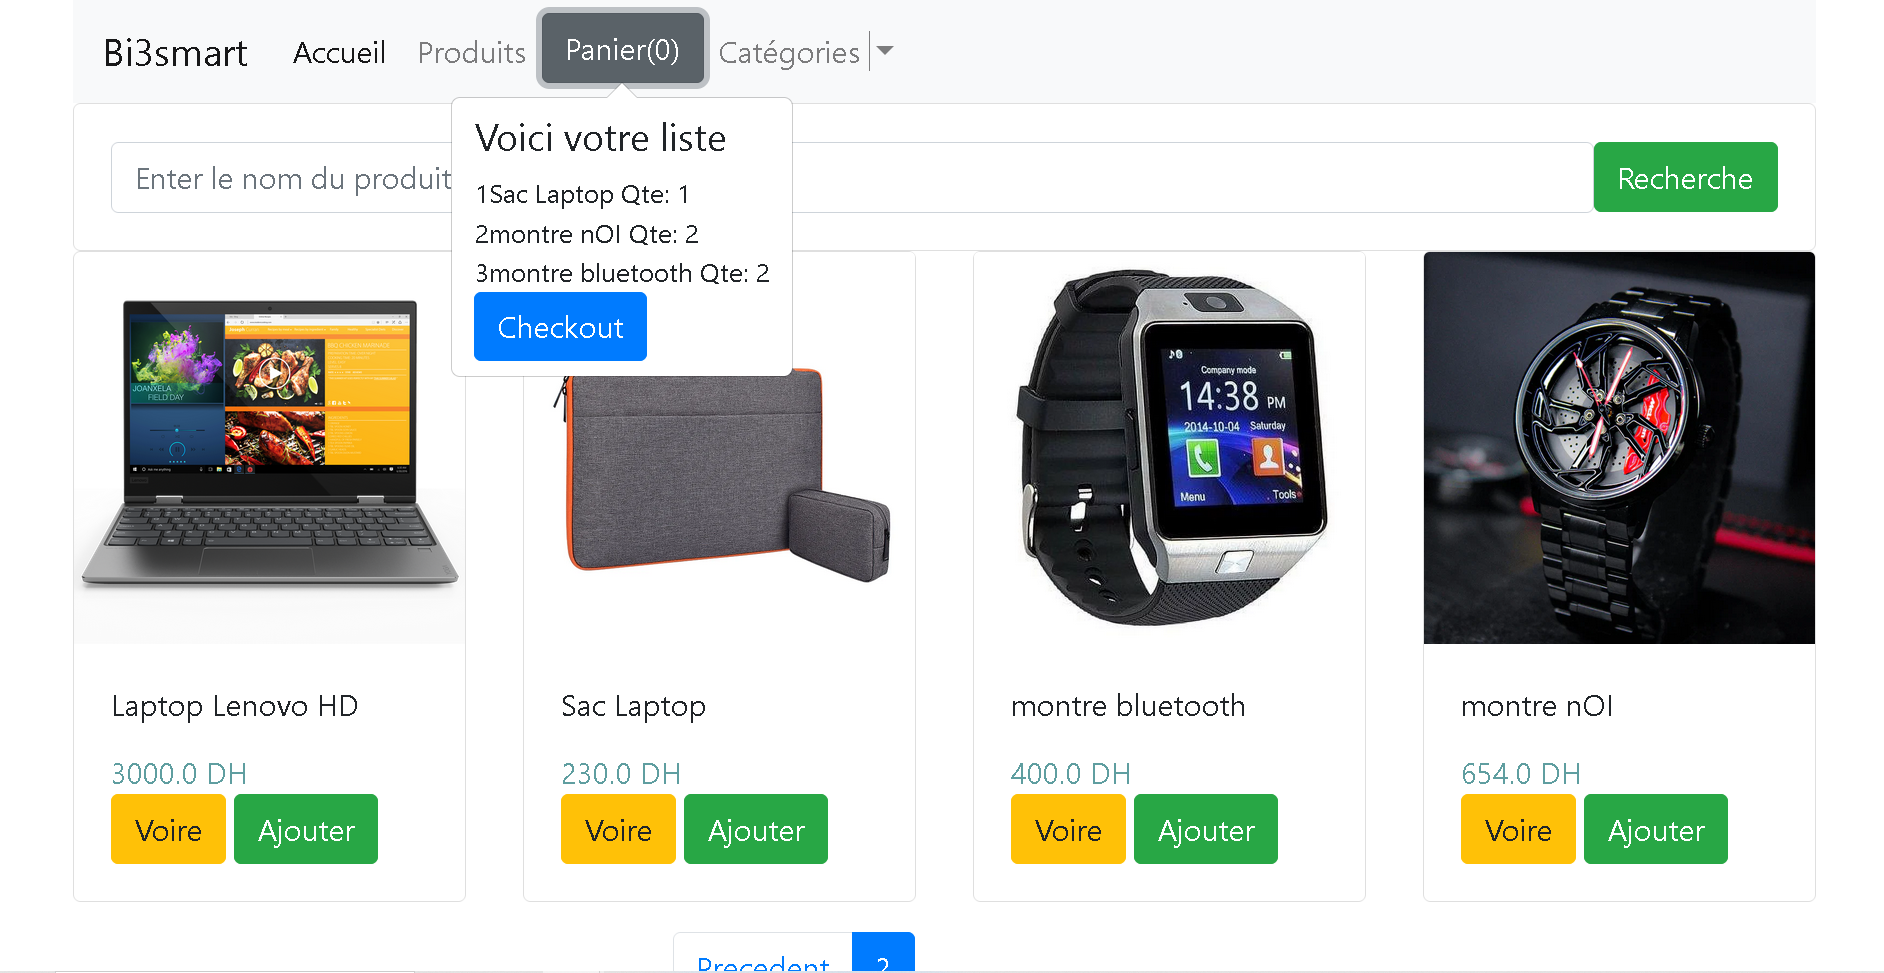 Bi3smart Accueil Produits Panier(0) Catégories
Voici votre liste
1Sac Laptop Qte: 1
2montre nOI Qte: 2
3montre bluetooth Qte: 2
Checkout
Enter le nom du produit
Recherche
JOANXELA
FIELD DAY
Company mode
14:38 PM
2014-10-04 Saturday
Menu Tools
Laptop Lenovo HD
3000.0 DH
Voire Ajouter
Sac Laptop
230.0 DH
Voire Ajouter
montre bluetooth
400.0 DH
Voire Ajouter
montre nOI
654.0 DH
Voire Ajouter
Precedent 2